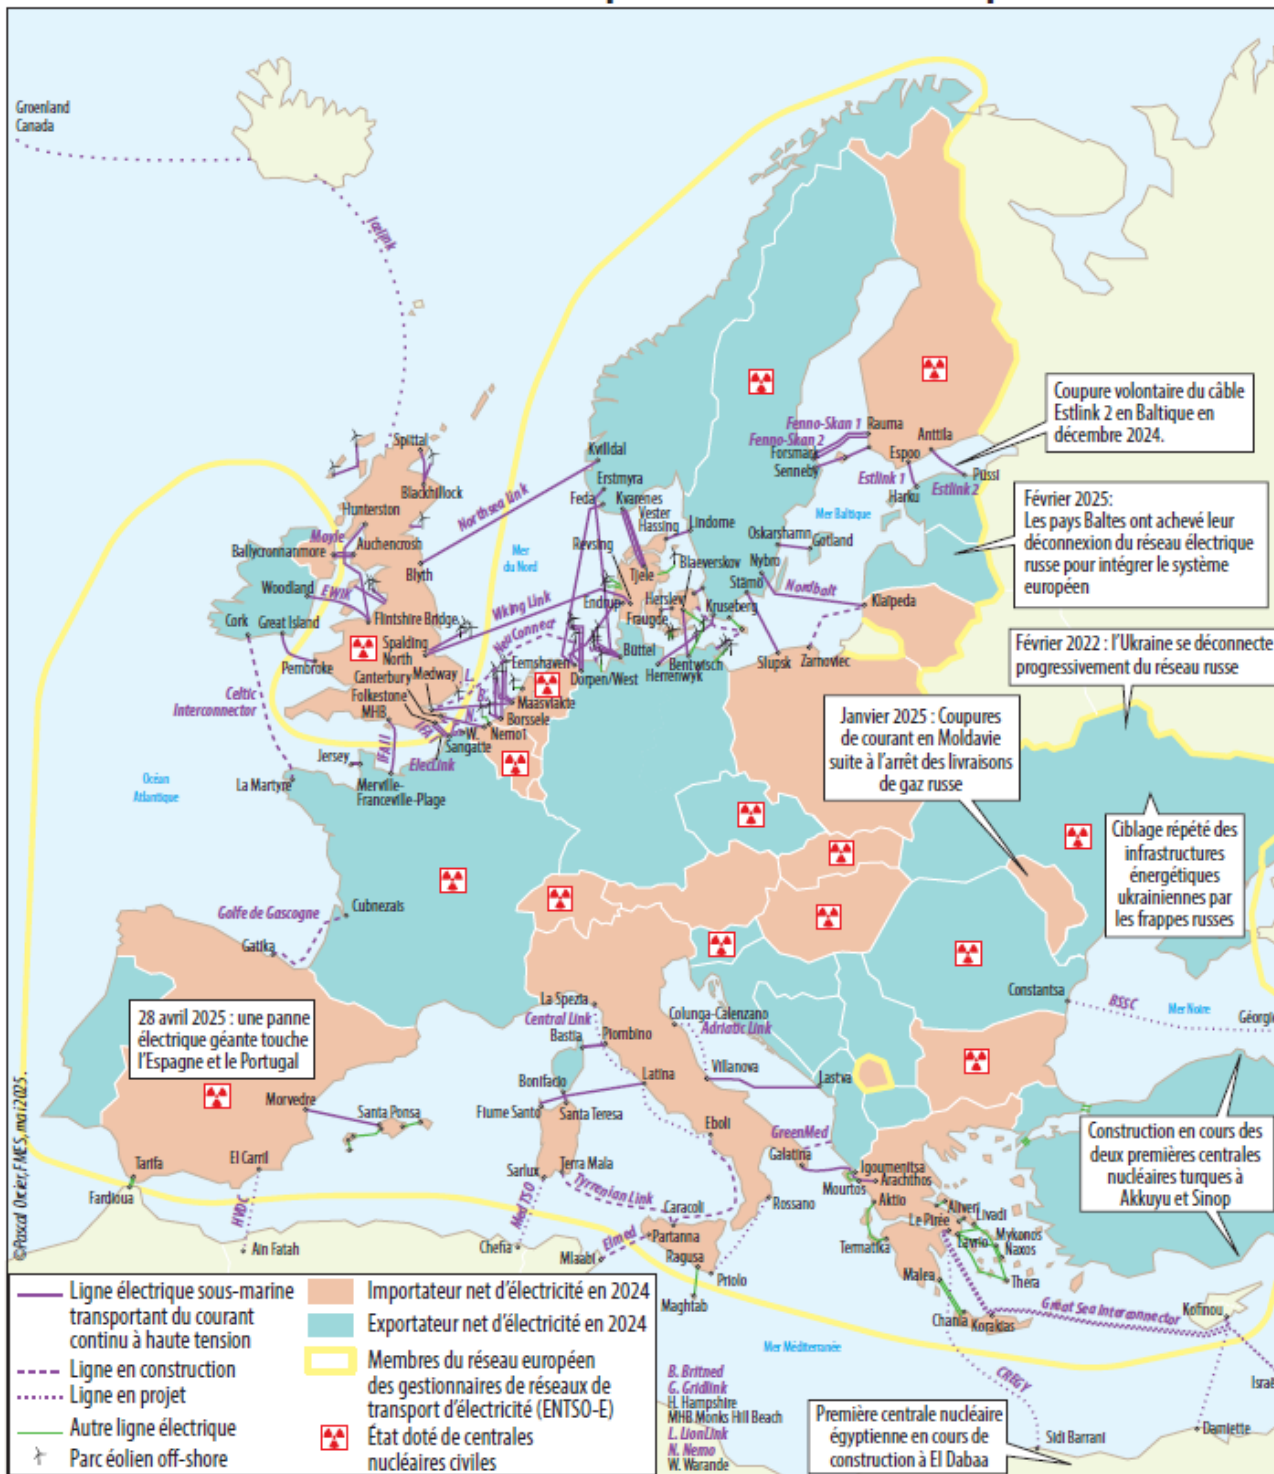 Groenland
Canada
Icelink
Spittal
Blackhillock
Hunterston
Moyle
Ballycronnanmore
Auchencrosh
Woodland
EWIK
Cork
Great Island
Flintshire Bridge
Blyth
Pembroke
Spalding
North
Canterbury
Medway
Folkestone
MHB
Celtic
Interconnector
IFA II
IFA
ElecLink
Sangatte
W.
Nemo1
Borssele
Maasvlakte
Eemshaven
L.
B.
N.
Jersey
La Martyre
Merville-
Franceville-Plage
Northsea link
Viking Link
NeuConnect
Mer
du Nord
Kvilldal
Erstmyra
Feda
Kvarenes
Vester
Hassing
Lindome
Revsing
Tjele
Blaeverskov
Endrup
Herslev
Fraugde
Kruseberg
Büttel
Bentwisch
Dorpen/West
Herrenwyk
Fenno-Skan 1
Fenno-Skan 2
Rauma
Forsmark
Senneby
Anttila
Espoo
Estlink 1
Estlink 2
Harku
Püssi
Mer Baltique
Oskarshamn
Gotland
Nybro
Stärnö
Nordbalt
Klaïpeda
Slupsk
Zarnoviec
Coupure volontaire du câble
Estlink 2 en Baltique en
décembre 2024.
Février 2025:
Les pays Baltes ont achevé leur
déconnexion du réseau électrique
russe pour intégrer le système
européen
Février 2022 : l'Ukraine se déconnecte
progressivement du réseau russe
Janvier 2025 : Coupures
de courant en Moldavie
suite à l'arrêt des livraisons
de gaz russe
Ciblage répété des
infrastructures
énergétiques
ukrainiennes par
les frappes russes
Océan
Atlantique
Golfe de Gascogne
Cubnezais
Gatika
28 avril 2025 : une panne
électrique géante touche
l'Espagne et le Portugal
Morvedre
Santa Ponsa
Tarifa
El Carril
Fardioua
HVDC
Aïn Fatah
La Spezia
Central Link
Bastia
Piombino
Colunga-Calenzano
Adriatic Link
Bonifacio
Latina
Villanova
Lastva
Fiume Santo
Santa Teresa
Eboli
GreenMed
Galatina
Sarlux
Terra Mala
Med TSO
Tyrrenian Link
Caracoli
Rossano
Chefia
Elmed
Partanna
Mlaabi
Ragusa
Priolo
Maghtab
Igoumenitsa
Arachthos
Mourtos
Aktio
Aliveri
Livadi
Le Pirée
Lavrio
Mykonos
Naxos
Termatika
Thera
Malea
Chania
Korakias
Great Sea Interconnector
Kofinou
CREGY
Sidi Barrani
Damiette
Israë
Constantsa
BSSC
Mer Noire
Géorgie
Construction en cours des
deux premières centrales
nucléaires turques à
Akkuyu et Sinop
Mer Méditerranée
Première centrale nucléaire
égyptienne en cours de
construction à El Dabaa
©Pascal Orcier, FMES, mai 2025.
Ligne électrique sous-marine
transportant du courant
continu à haute tension
Ligne en construction
Ligne en projet
Autre ligne électrique
Parc éolien off-shore
Importateur net d'électricité en 2024
Exportateur net d'électricité en 2024
Membres du réseau européen
des gestionnaires de réseaux de
transport d'électricité (ENTSO-E)
État doté de centrales
nucléaires civiles
B. Britned
G. Gridlink
H. Hampshire
MHB Monks Hill Beach
L. LionLink
N. Nemo
W. Warande